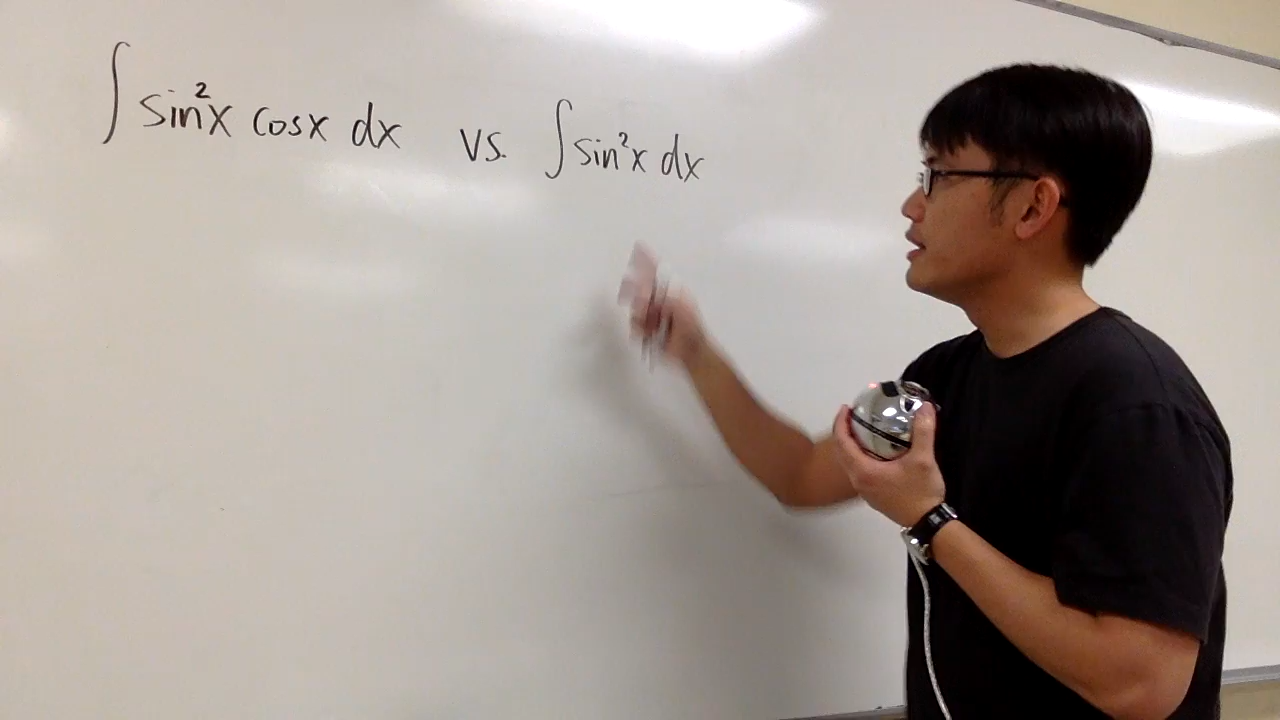 ∫ sin²x cosx dx vs. ∫ sin²x dx